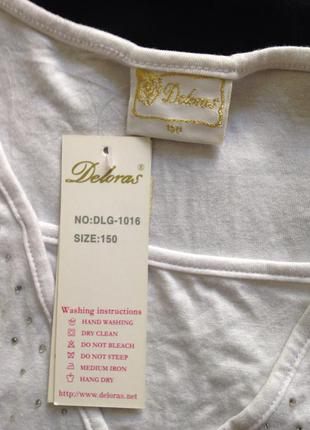 Deloras
150
Deloras®
NO:DLG-1016
SIZE:150
Washing instructions
HAND WASHING
DRY CLEAN
DO NOT BLEACH
DO NOT STEEP
MEDIUM IRON
HANG DRY
http://www.deloras.net